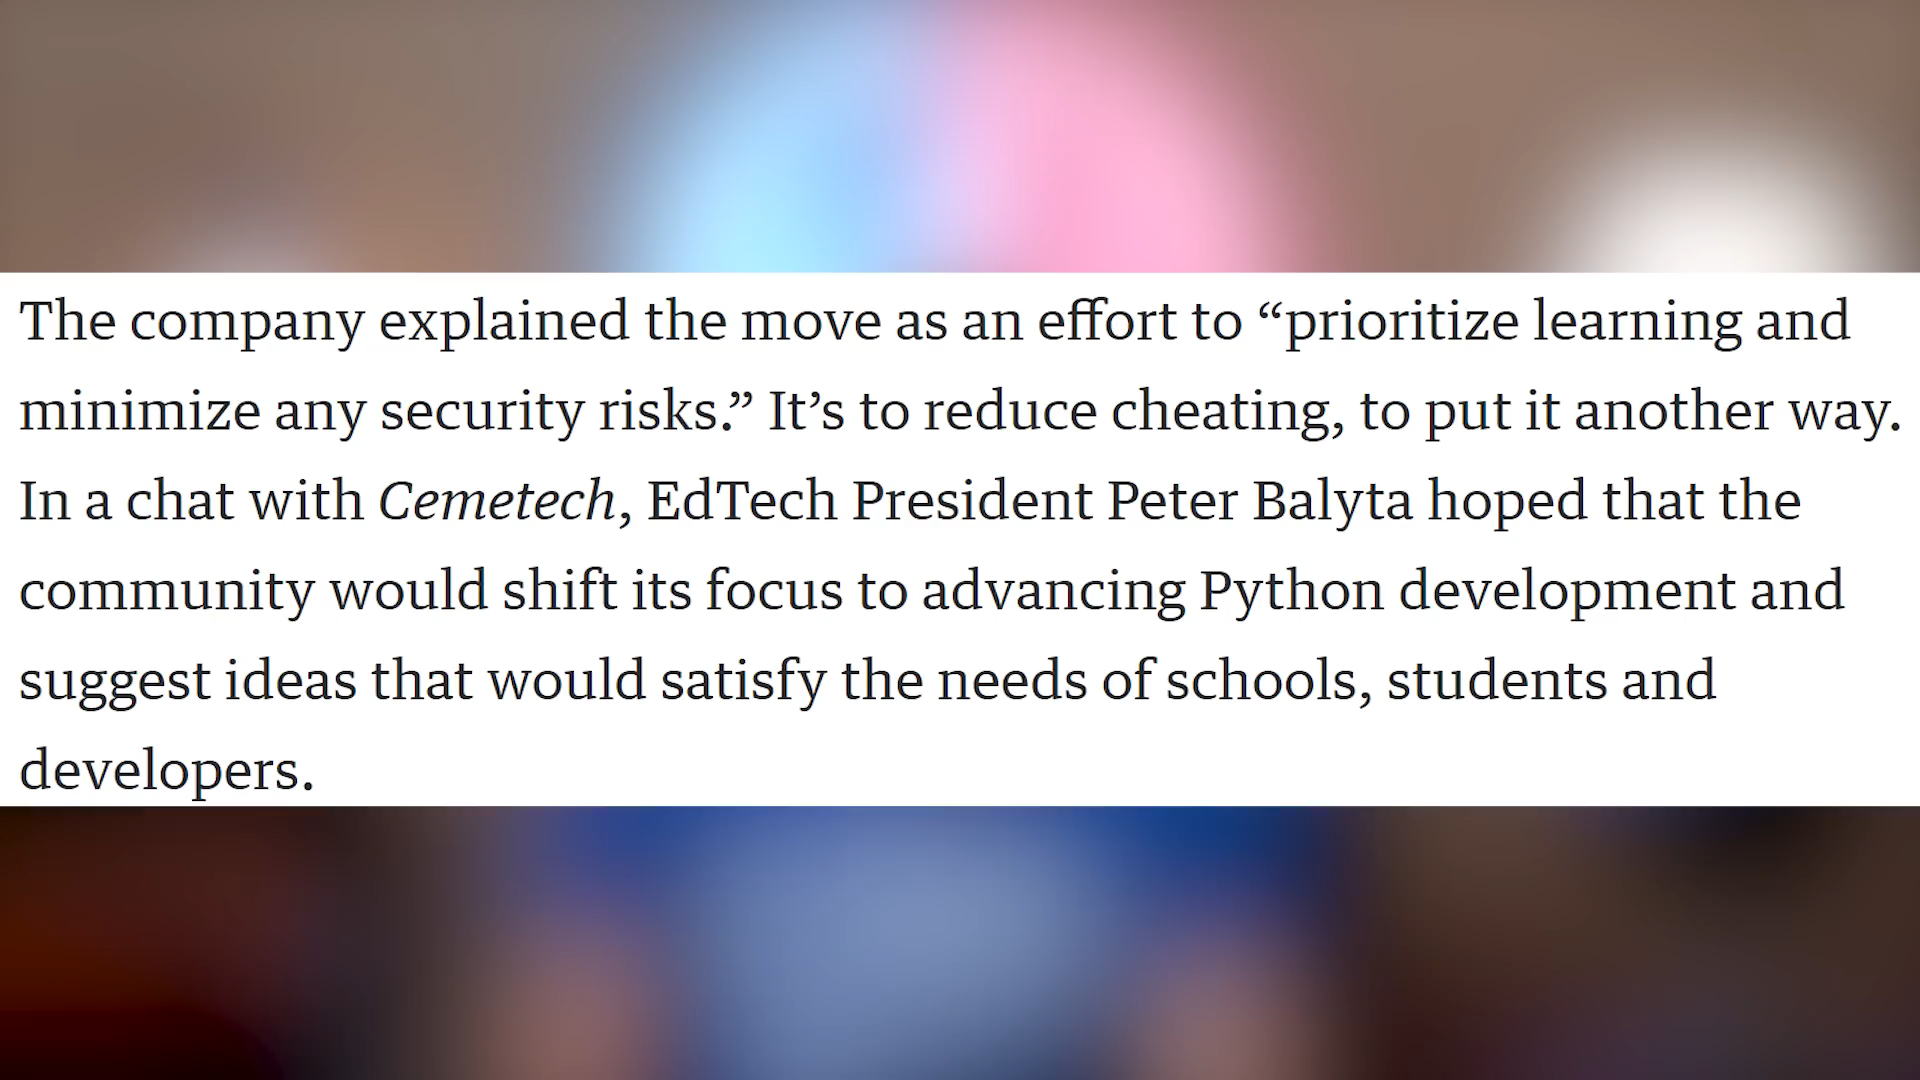 The company explained the move as an effort to “prioritize learning and
minimize any security risks.” It’s to reduce cheating, to put it another way.
In a chat with Cemetech, EdTech President Peter Balyta hoped that the
community would shift its focus to advancing Python development and
suggest ideas that would satisfy the needs of schools, students and
developers.